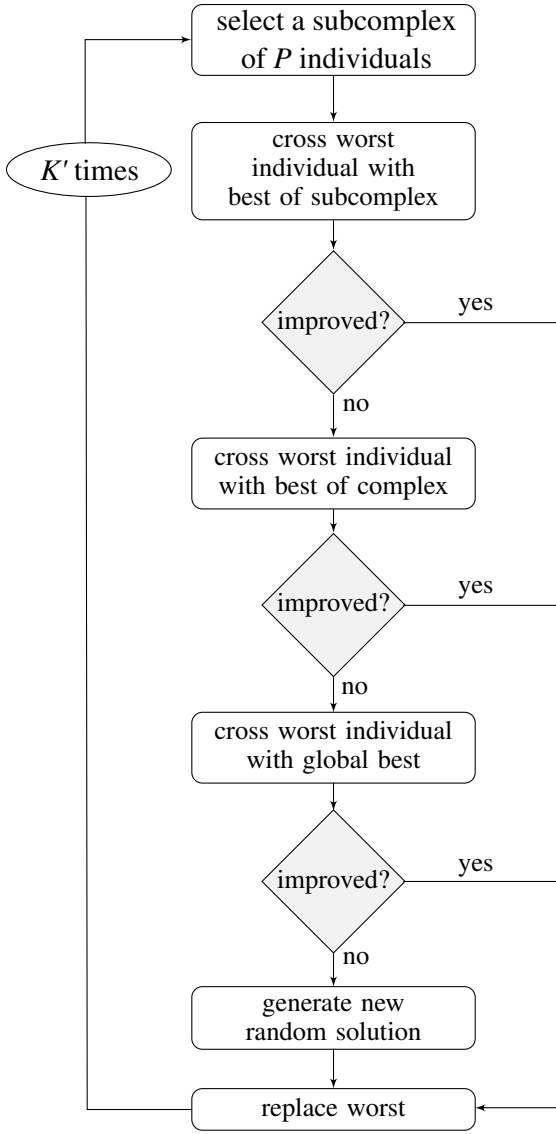 select a subcomplex
of P individuals
K' times
cross worst
individual with
best of subcomplex
improved?
yes
no
cross worst individual
with best of complex
improved?
yes
no
cross worst individual
with global best
improved?
yes
no
generate new
random solution
replace worst